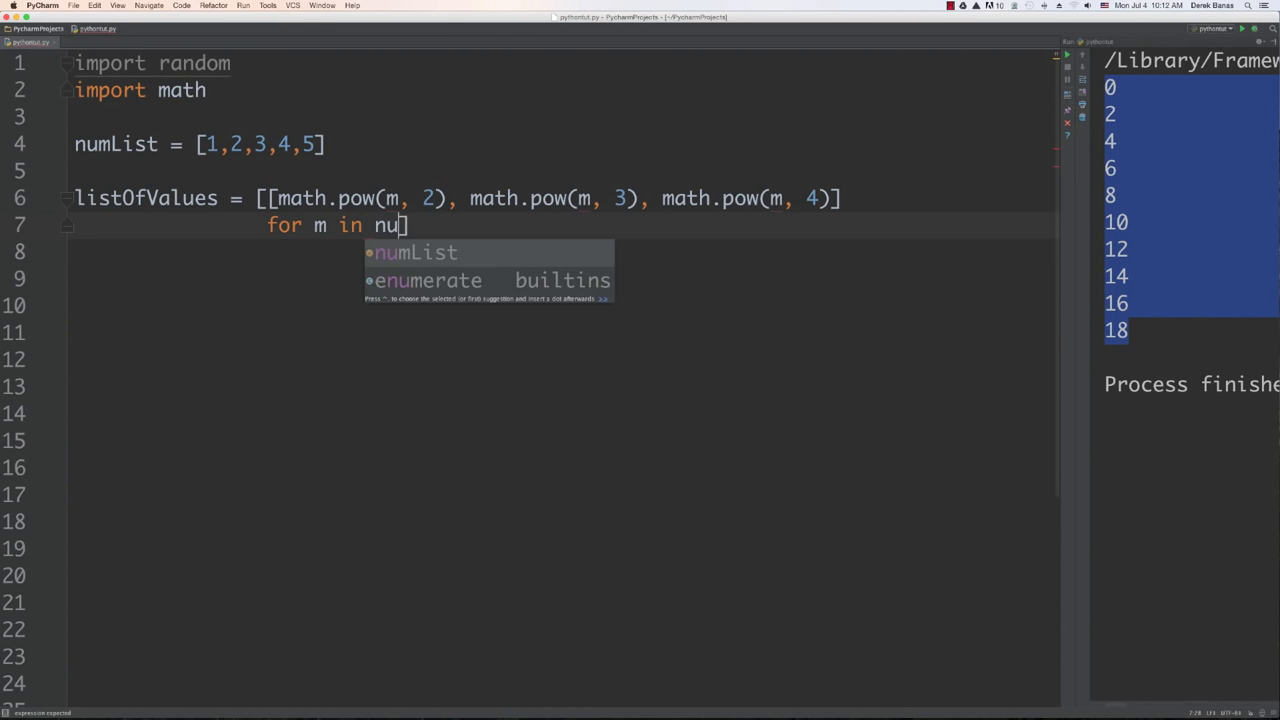 PyCharm File Edit View Navigate Code Refactor Run Tools VCS Window Help 10 Mon Jul 4 10:12 AM Derek Banas
pythontut.py - PycharmProjects - [~/PycharmProjects]
PycharmProjects pythontut.py pythontut
pythontut.py Run pythontut
1 import random
2 import math
3
4 numList = [1,2,3,4,5]
5
6 listOfValues = [[math.pow(m, 2), math.pow(m, 3), math.pow(m, 4)]
7 for m in nu]
8 numList
9 enumerate builtins
Press ^. to choose the selected (or first) suggestion and insert a dot afterwards >>
10
11
12
13
14
15
16
17
18
19
20
21
22
23
24
25
/Library/Framew
0
2
4
6
8
10
12
14
16
18
Process finishe
expression expected 7:28 LF‡ UTF-8‡